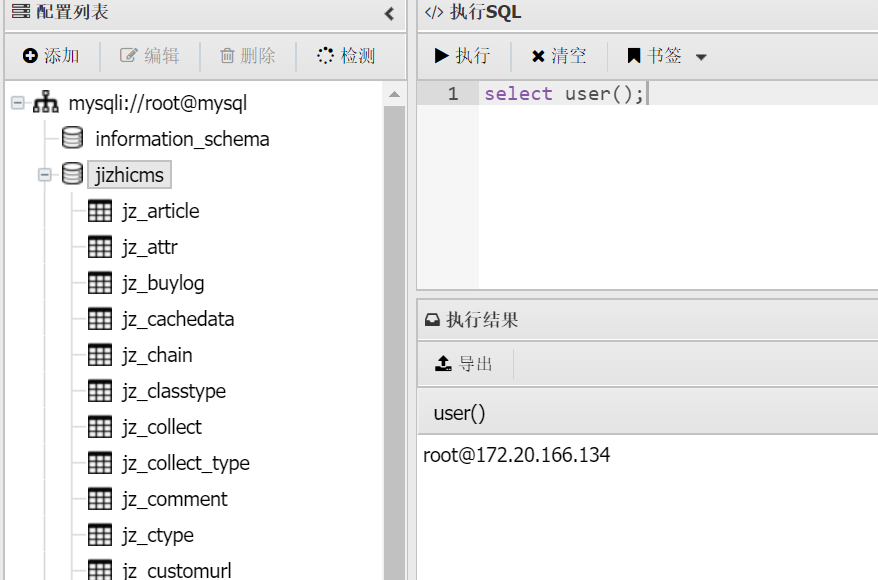 配置列表
添加 编辑 删除 检测
mysqli://root@mysql
information_schema
jizhicms
jz_article
jz_attr
jz_buylog
jz_cachedata
jz_chain
jz_classtype
jz_collect
jz_collect_type
jz_comment
jz_ctype
jz_customurl
</> 执行SQL
执行 清空 书签
1 select user();
执行结果
导出
user()
root@172.20.166.134